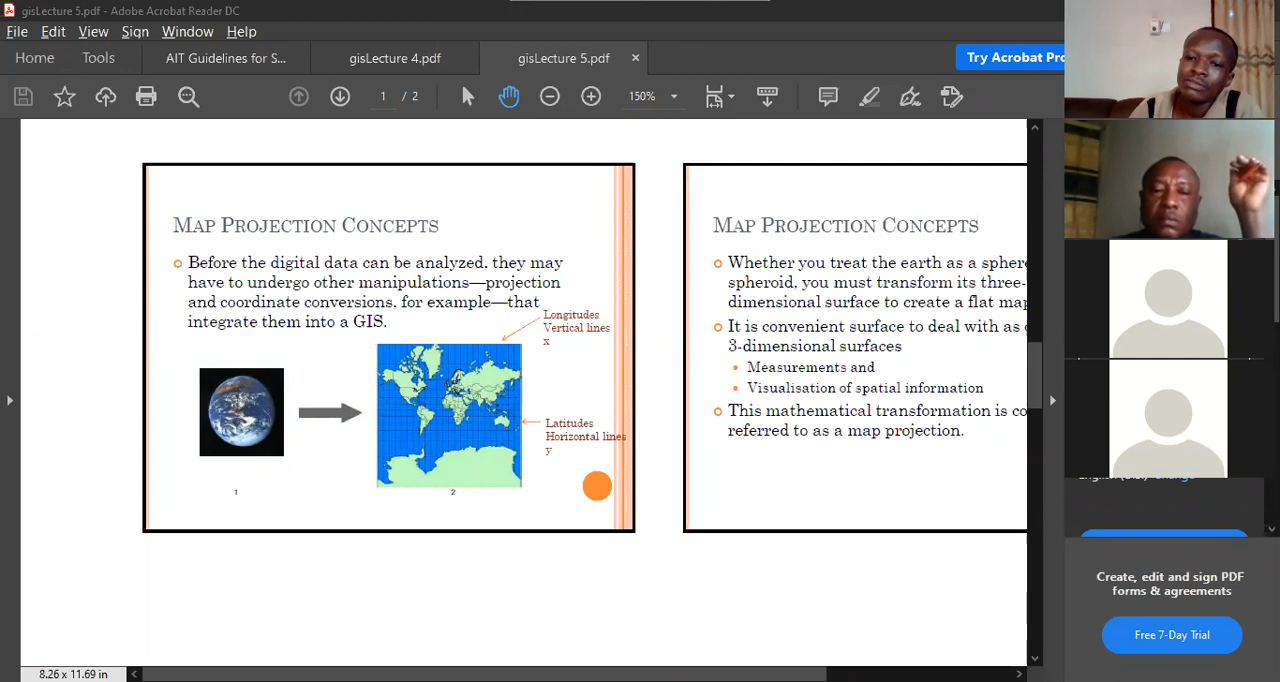 gisLecture 5.pdf - Adobe Acrobat Reader DC
File Edit View Sign Window Help
Home Tools AIT Guidelines for S... gisLecture 4.pdf gisLecture 5.pdf × Try Acrobat Pro
1 / 2 150%
MAP PROJECTION CONCEPTS
Before the digital data can be analyzed, they may
have to undergo other manipulations—projection
and coordinate conversions, for example—that
integrate them into a GIS.
Longitudes
Vertical lines
x
Latitudes
Horizontal lines
y
1
2
MAP PROJECTION CONCEPTS
Whether you treat the earth as a sphere
spheroid, you must transform its three-
dimensional surface to create a flat map
It is convenient surface to deal with as
3-dimensional surfaces
Measurements and
Visualisation of spatial information
This mathematical transformation is
referred to as a map projection.
Create, edit and sign PDF
forms & agreements
Free 7-Day Trial
8.26 x 11.69 in